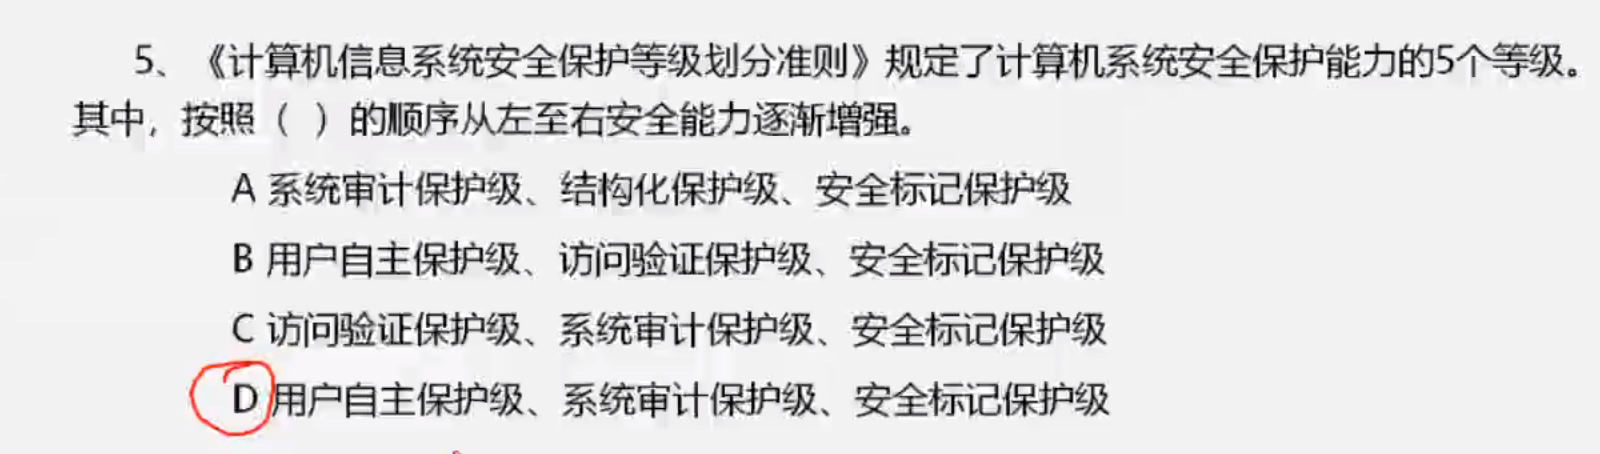 5、《计算机信息系统安全保护等级划分准则》规定了计算机系统安全保护能力的5个等级。
其中，按照（ ）的顺序从左至右安全能力逐渐增强。
A 系统审计保护级、结构化保护级、安全标记保护级
B 用户自主保护级、访问验证保护级、安全标记保护级
C 访问验证保护级、系统审计保护级、安全标记保护级
D 用户自主保护级、系统审计保护级、安全标记保护级